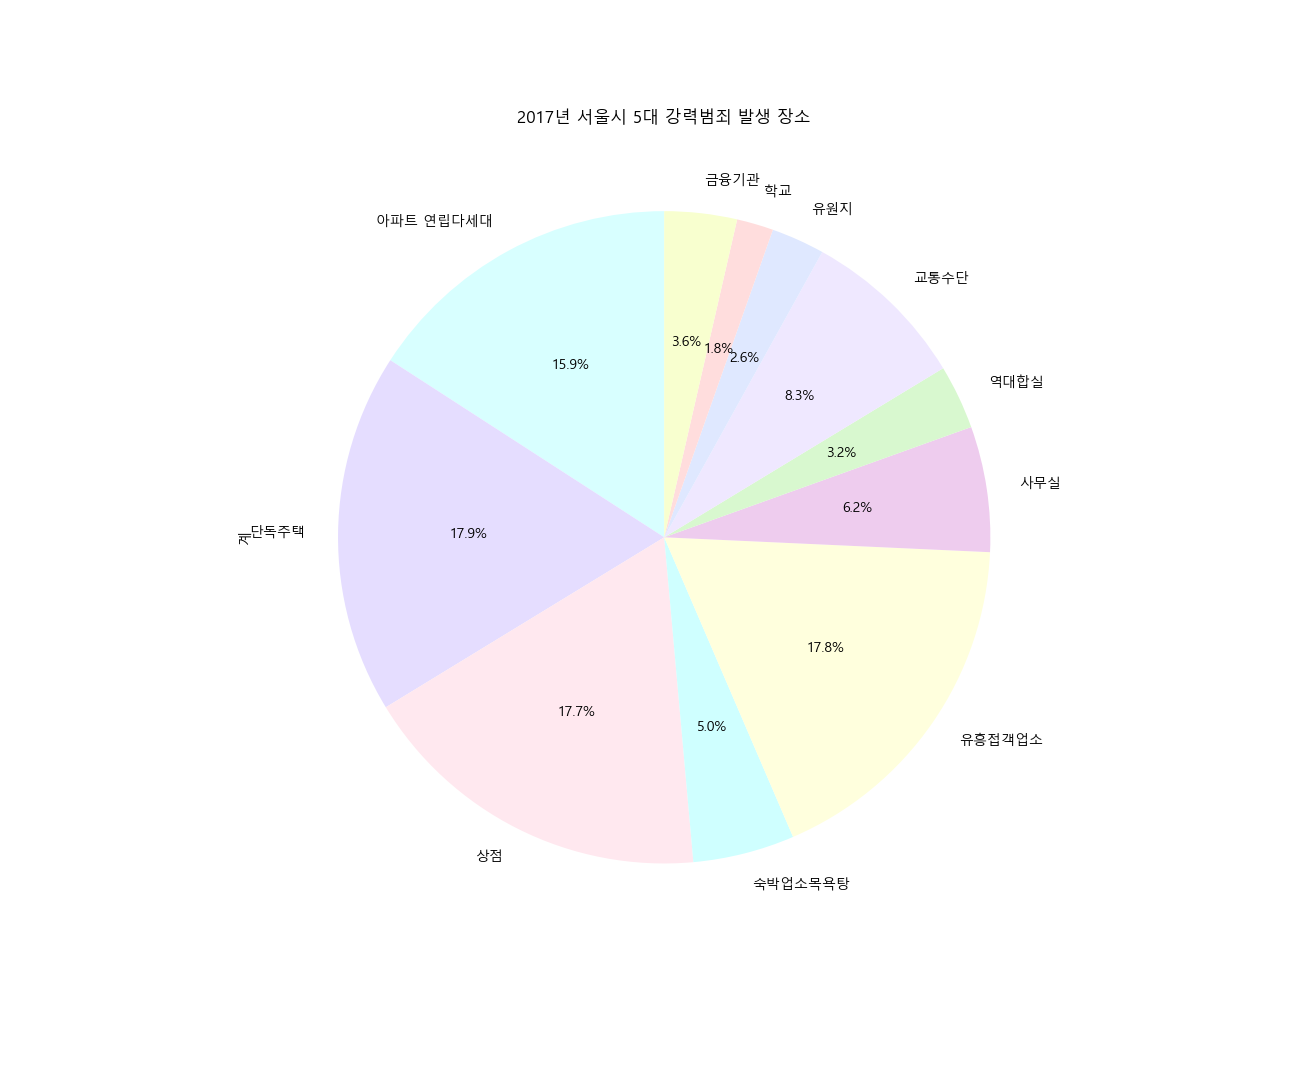 2017년 서울시 5대 강력범죄 발생 장소
금융기관
학교
유원지
아파트 연립다세대
교통수단
3.6%
1.8%
2.6%
15.9%
역대합실
8.3%
3.2%
사무실
6.2%
계
단독주택
17.9%
17.8%
17.7%
5.0%
유흥접객업소
상점
숙박업소목욕탕